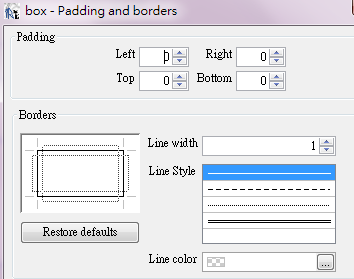 box - Padding and borders
Padding
Left 0 Right 0
Top 0 Bottom 0
Borders
Line width 1
Line Style
Restore defaults
Line color ...